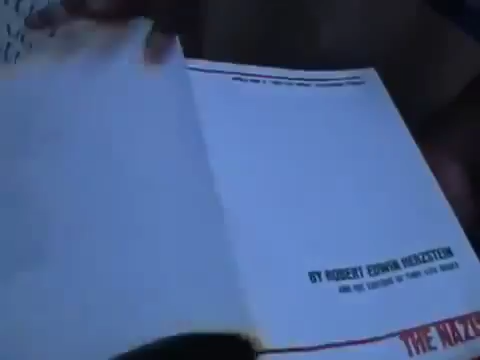 BY ROBERT EDWIN HERZSTEIN
AND THE EDITORS OF TIME-LIFE BOOKS
THE NAZIS